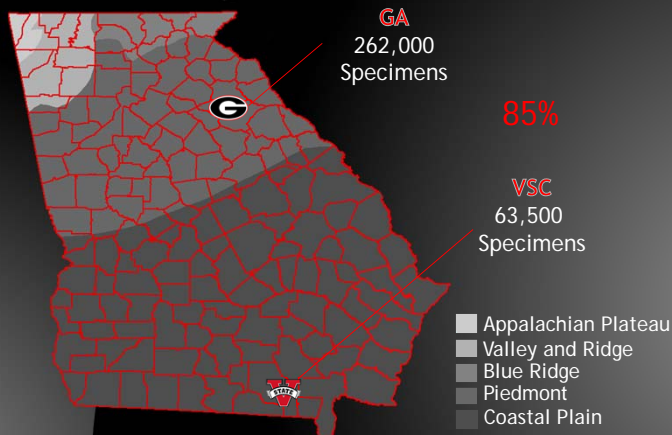 GA
262,000
Specimens
85%
VSC
63,500
Specimens
G
V
STATE
Appalachian Plateau
Valley and Ridge
Blue Ridge
Piedmont
Coastal Plain